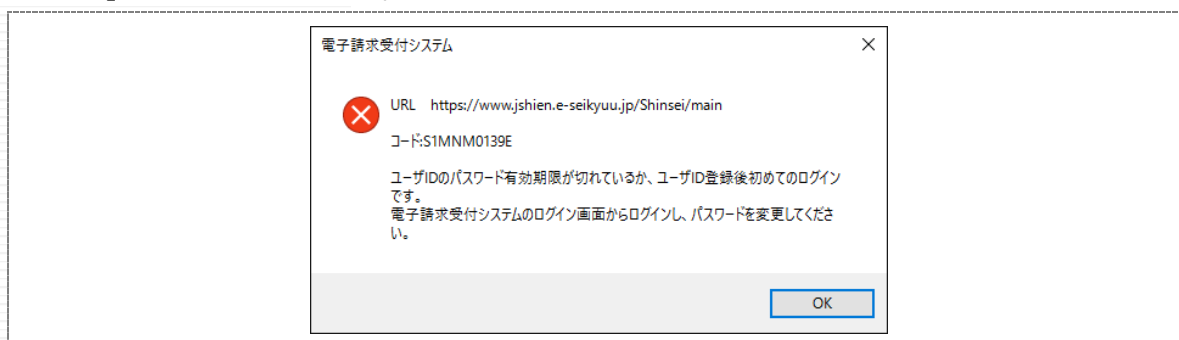 電子請求受付システム
URL https://www.jshien.e-seikyuu.jp/Shinsei/main
コード:S1MNM0139E
ユーザIDのパスワード有効期限が切れているか、ユーザID登録後初めてのログイン
です。
電子請求受付システムのログイン画面からログインし、パスワードを変更してくださ
い。
OK